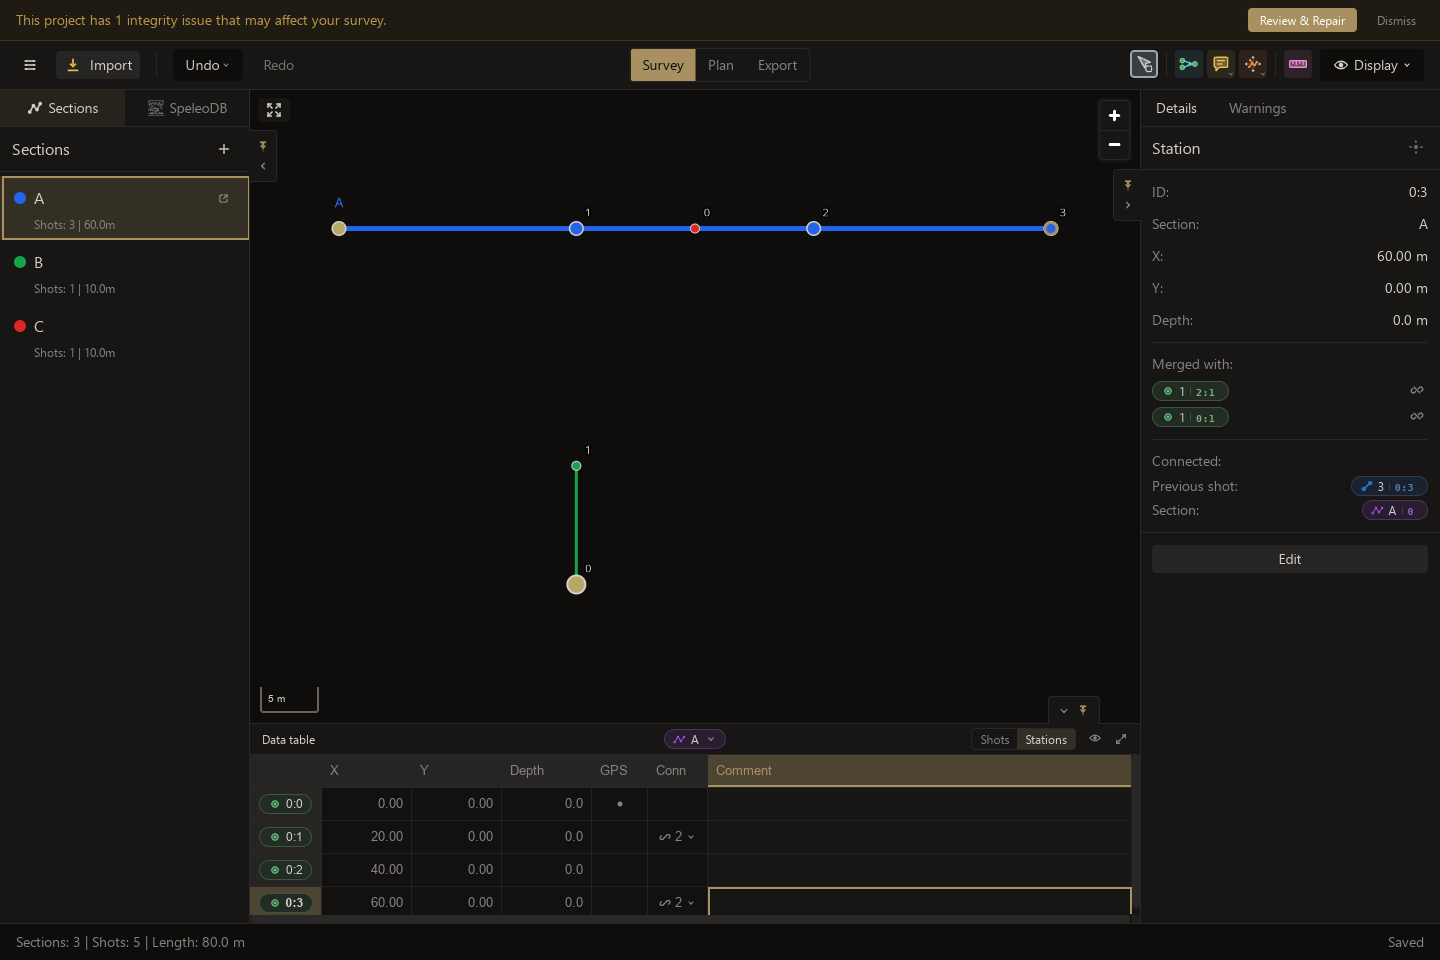 This project has 1 integrity issue that may affect your survey.
Review & Repair
Dismiss
Import
Undo
Redo
Survey
Plan
Export
Display
Sections
SpeleoDB
Sections
A
Shots: 3 | 60.0m
B
Shots: 1 | 10.0m
C
Shots: 1 | 10.0m
A
1
0
2
3
1
0
5 m
Details
Warnings
Station
ID: 0:3
Section: A
X: 60.00 m
Y: 0.00 m
Depth: 0.0 m
Merged with:
1 | 2:1
1 | 0:1
Connected:
Previous shot: 3 | 0:3
Section: A | 0
Edit
Data table
A
Shots
Stations
X Y Depth GPS Conn Comment
0:0 0.00 0.00 0.0
0:1 20.00 0.00 0.0 2
0:2 40.00 0.00 0.0
0:3 60.00 0.00 0.0 2
Sections: 3 | Shots: 5 | Length: 80.0 m
Saved